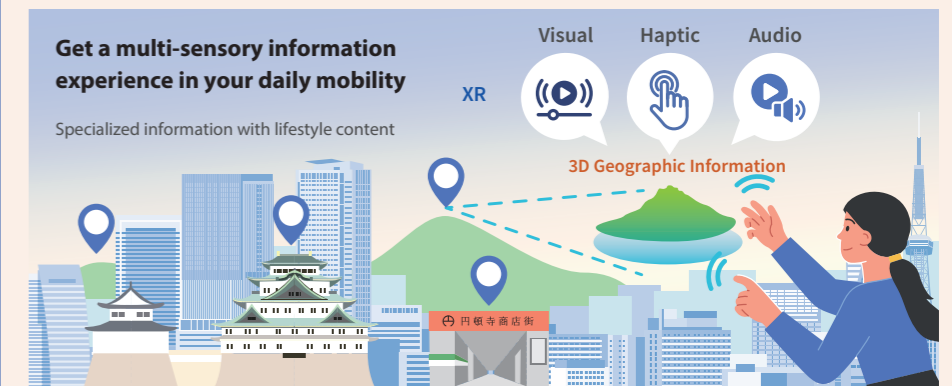 Get a multi-sensory information
experience in your daily mobility
Specialized information with lifestyle content
XR
Visual
Haptic
Audio
3D Geographic Information
円頓寺商店街